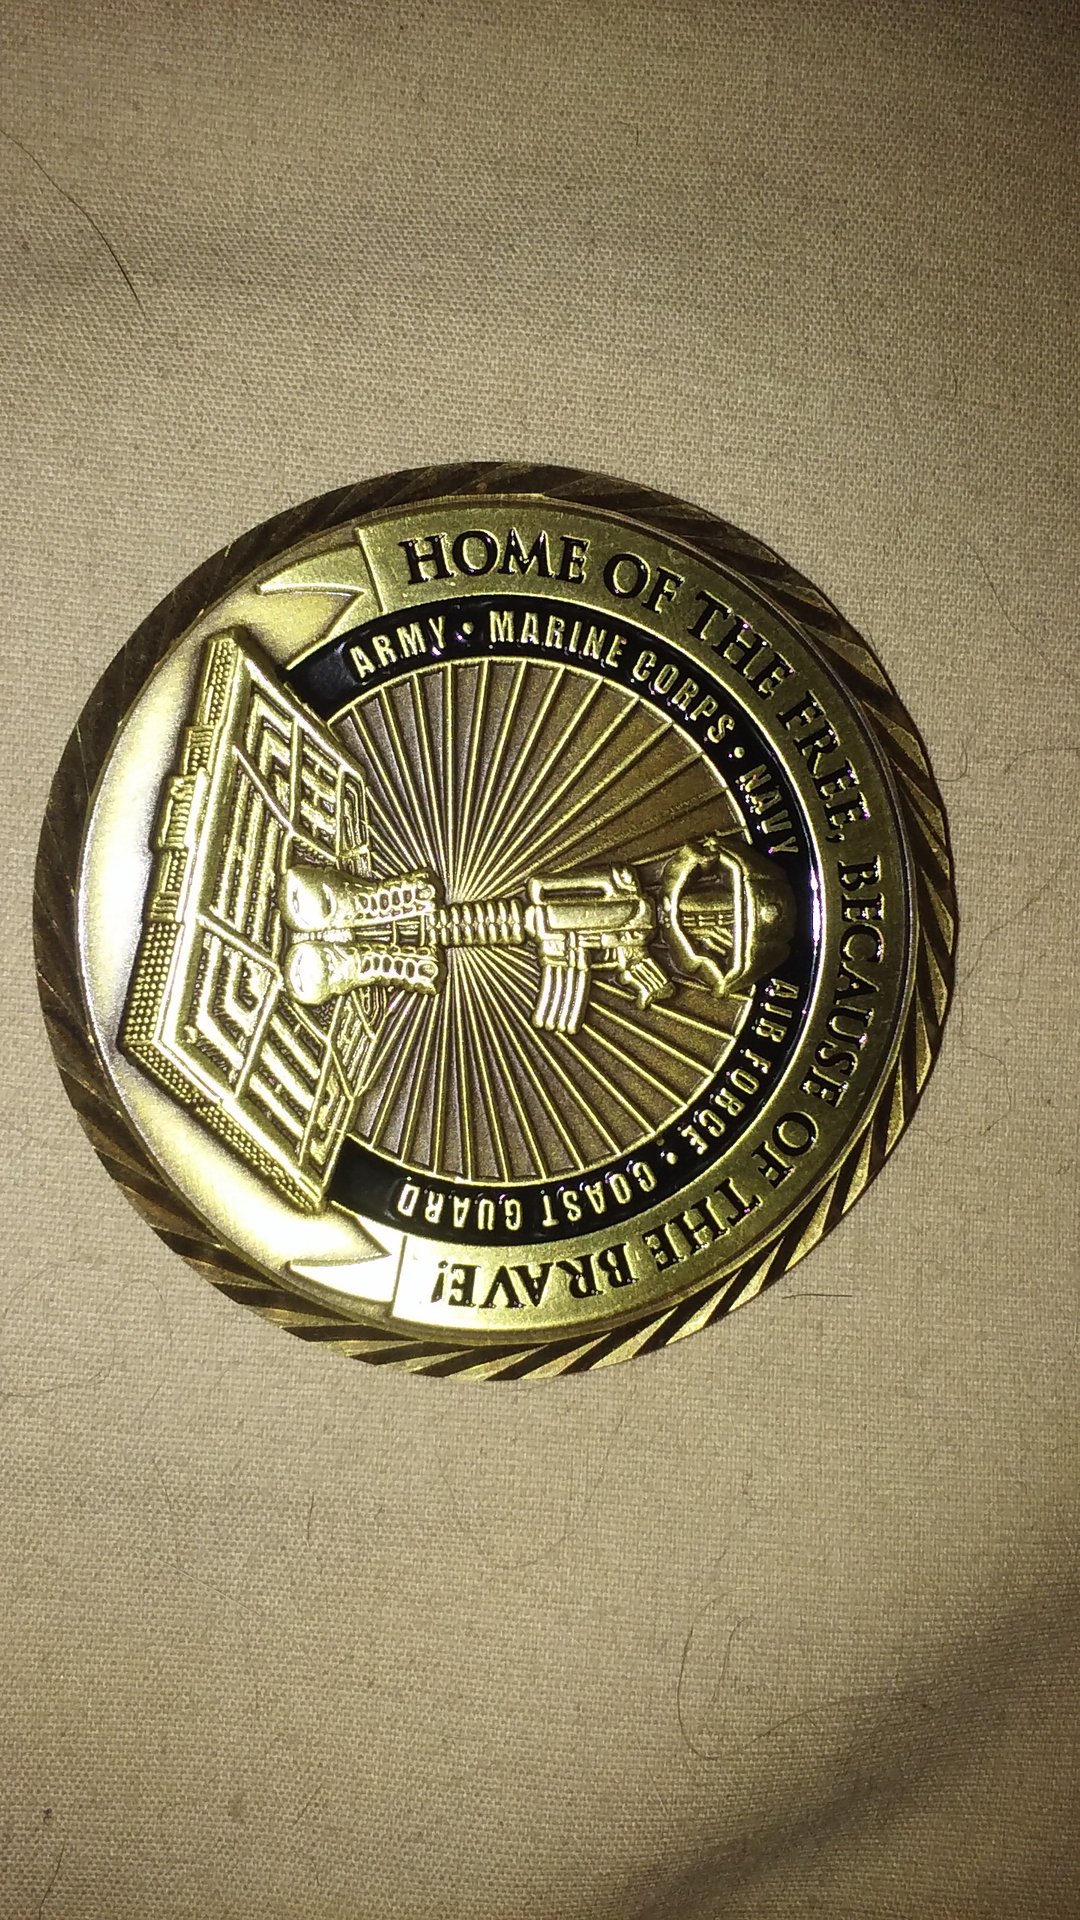 HOME OF THE FREE, BECAUSE OF THE BRAVE!
ARMY • MARINE CORPS • NAVY
AIR FORCE • COAST GUARD